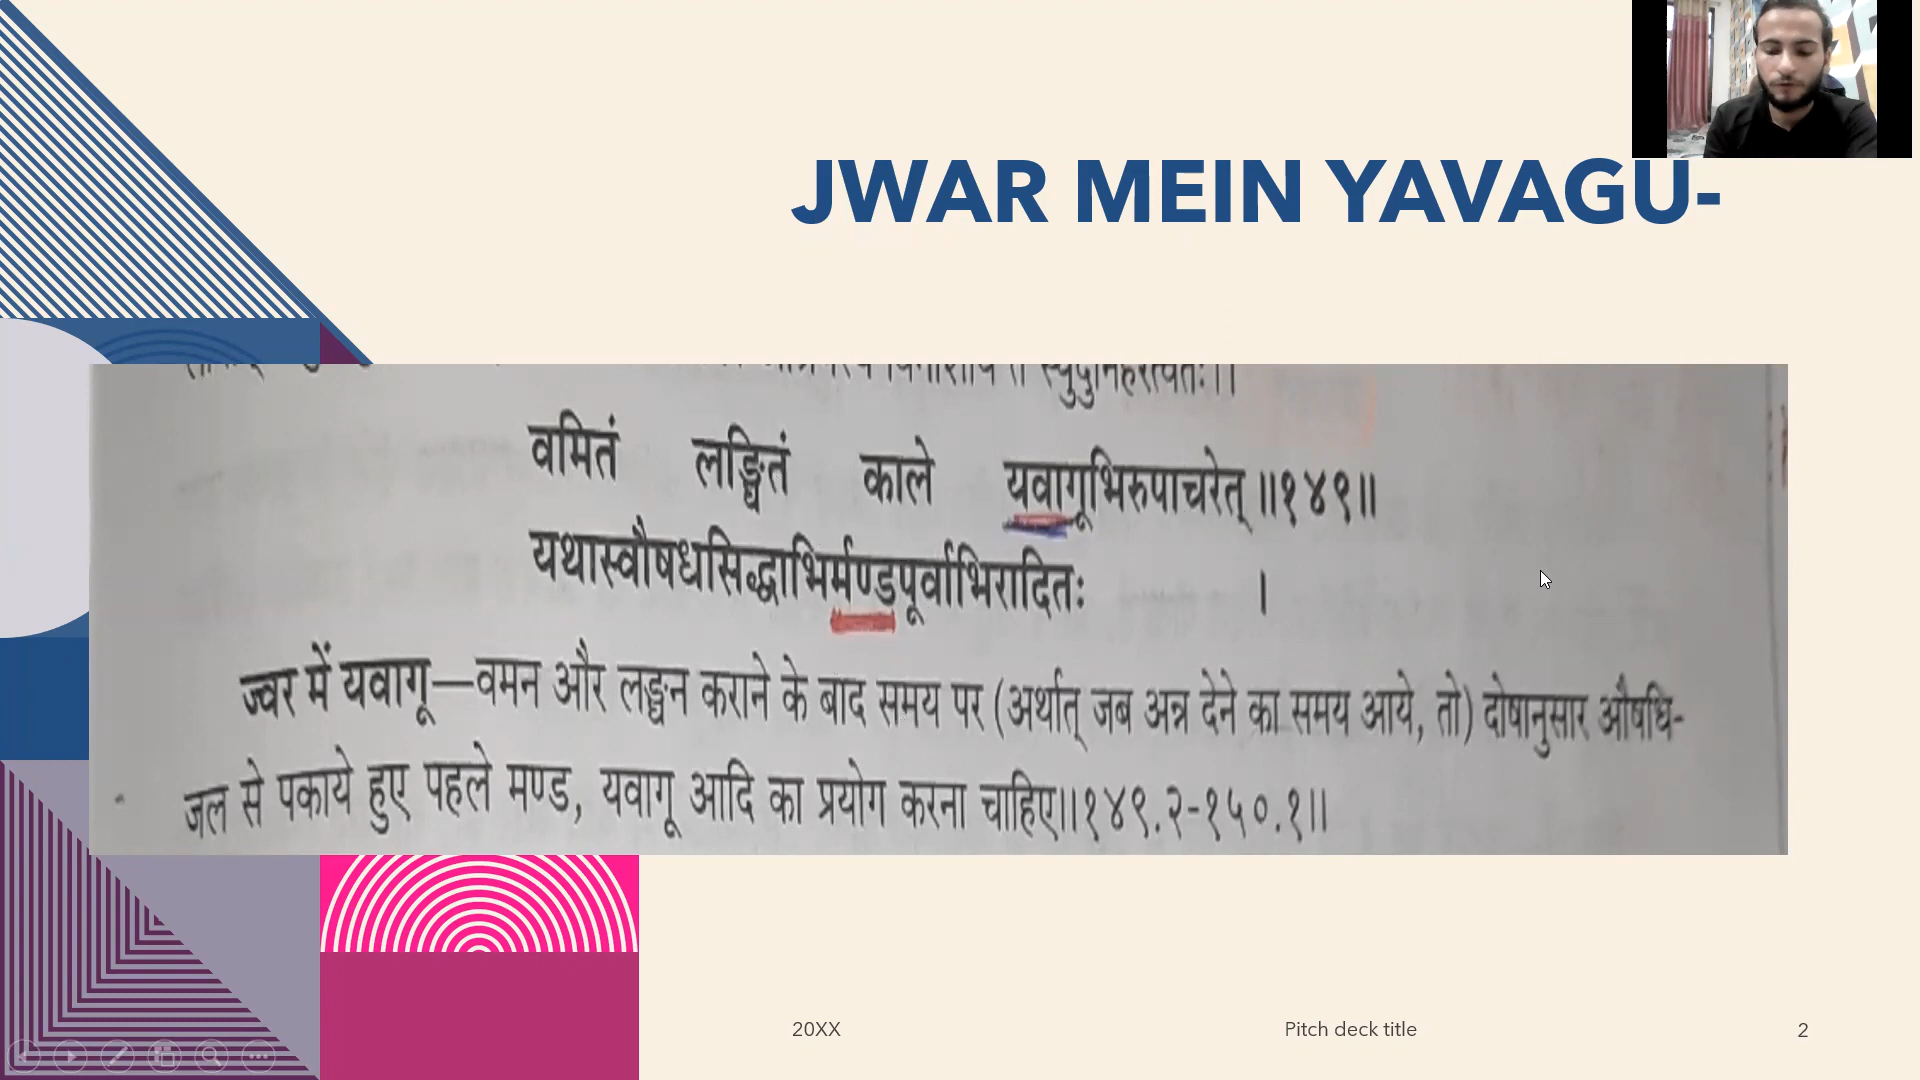 JWAR MEIN YAVAGU-
वमितं लङ्घितं काले यवागूभिरुपाचरेत् ॥१४९॥
यथास्वौषधसिद्धाभिर्मण्डपूर्वाभिरादितः ।
ज्वर में यवागू—वमन और लङ्घन कराने के बाद समय पर (अर्थात् जब अन्न देने का समय आये, तो) दोषानुसार औषधि-
जल से पकाये हुए पहले मण्ड, यवागू आदि का प्रयोग करना चाहिए॥१४९.२-१५०.१॥
20XX
Pitch deck title
2